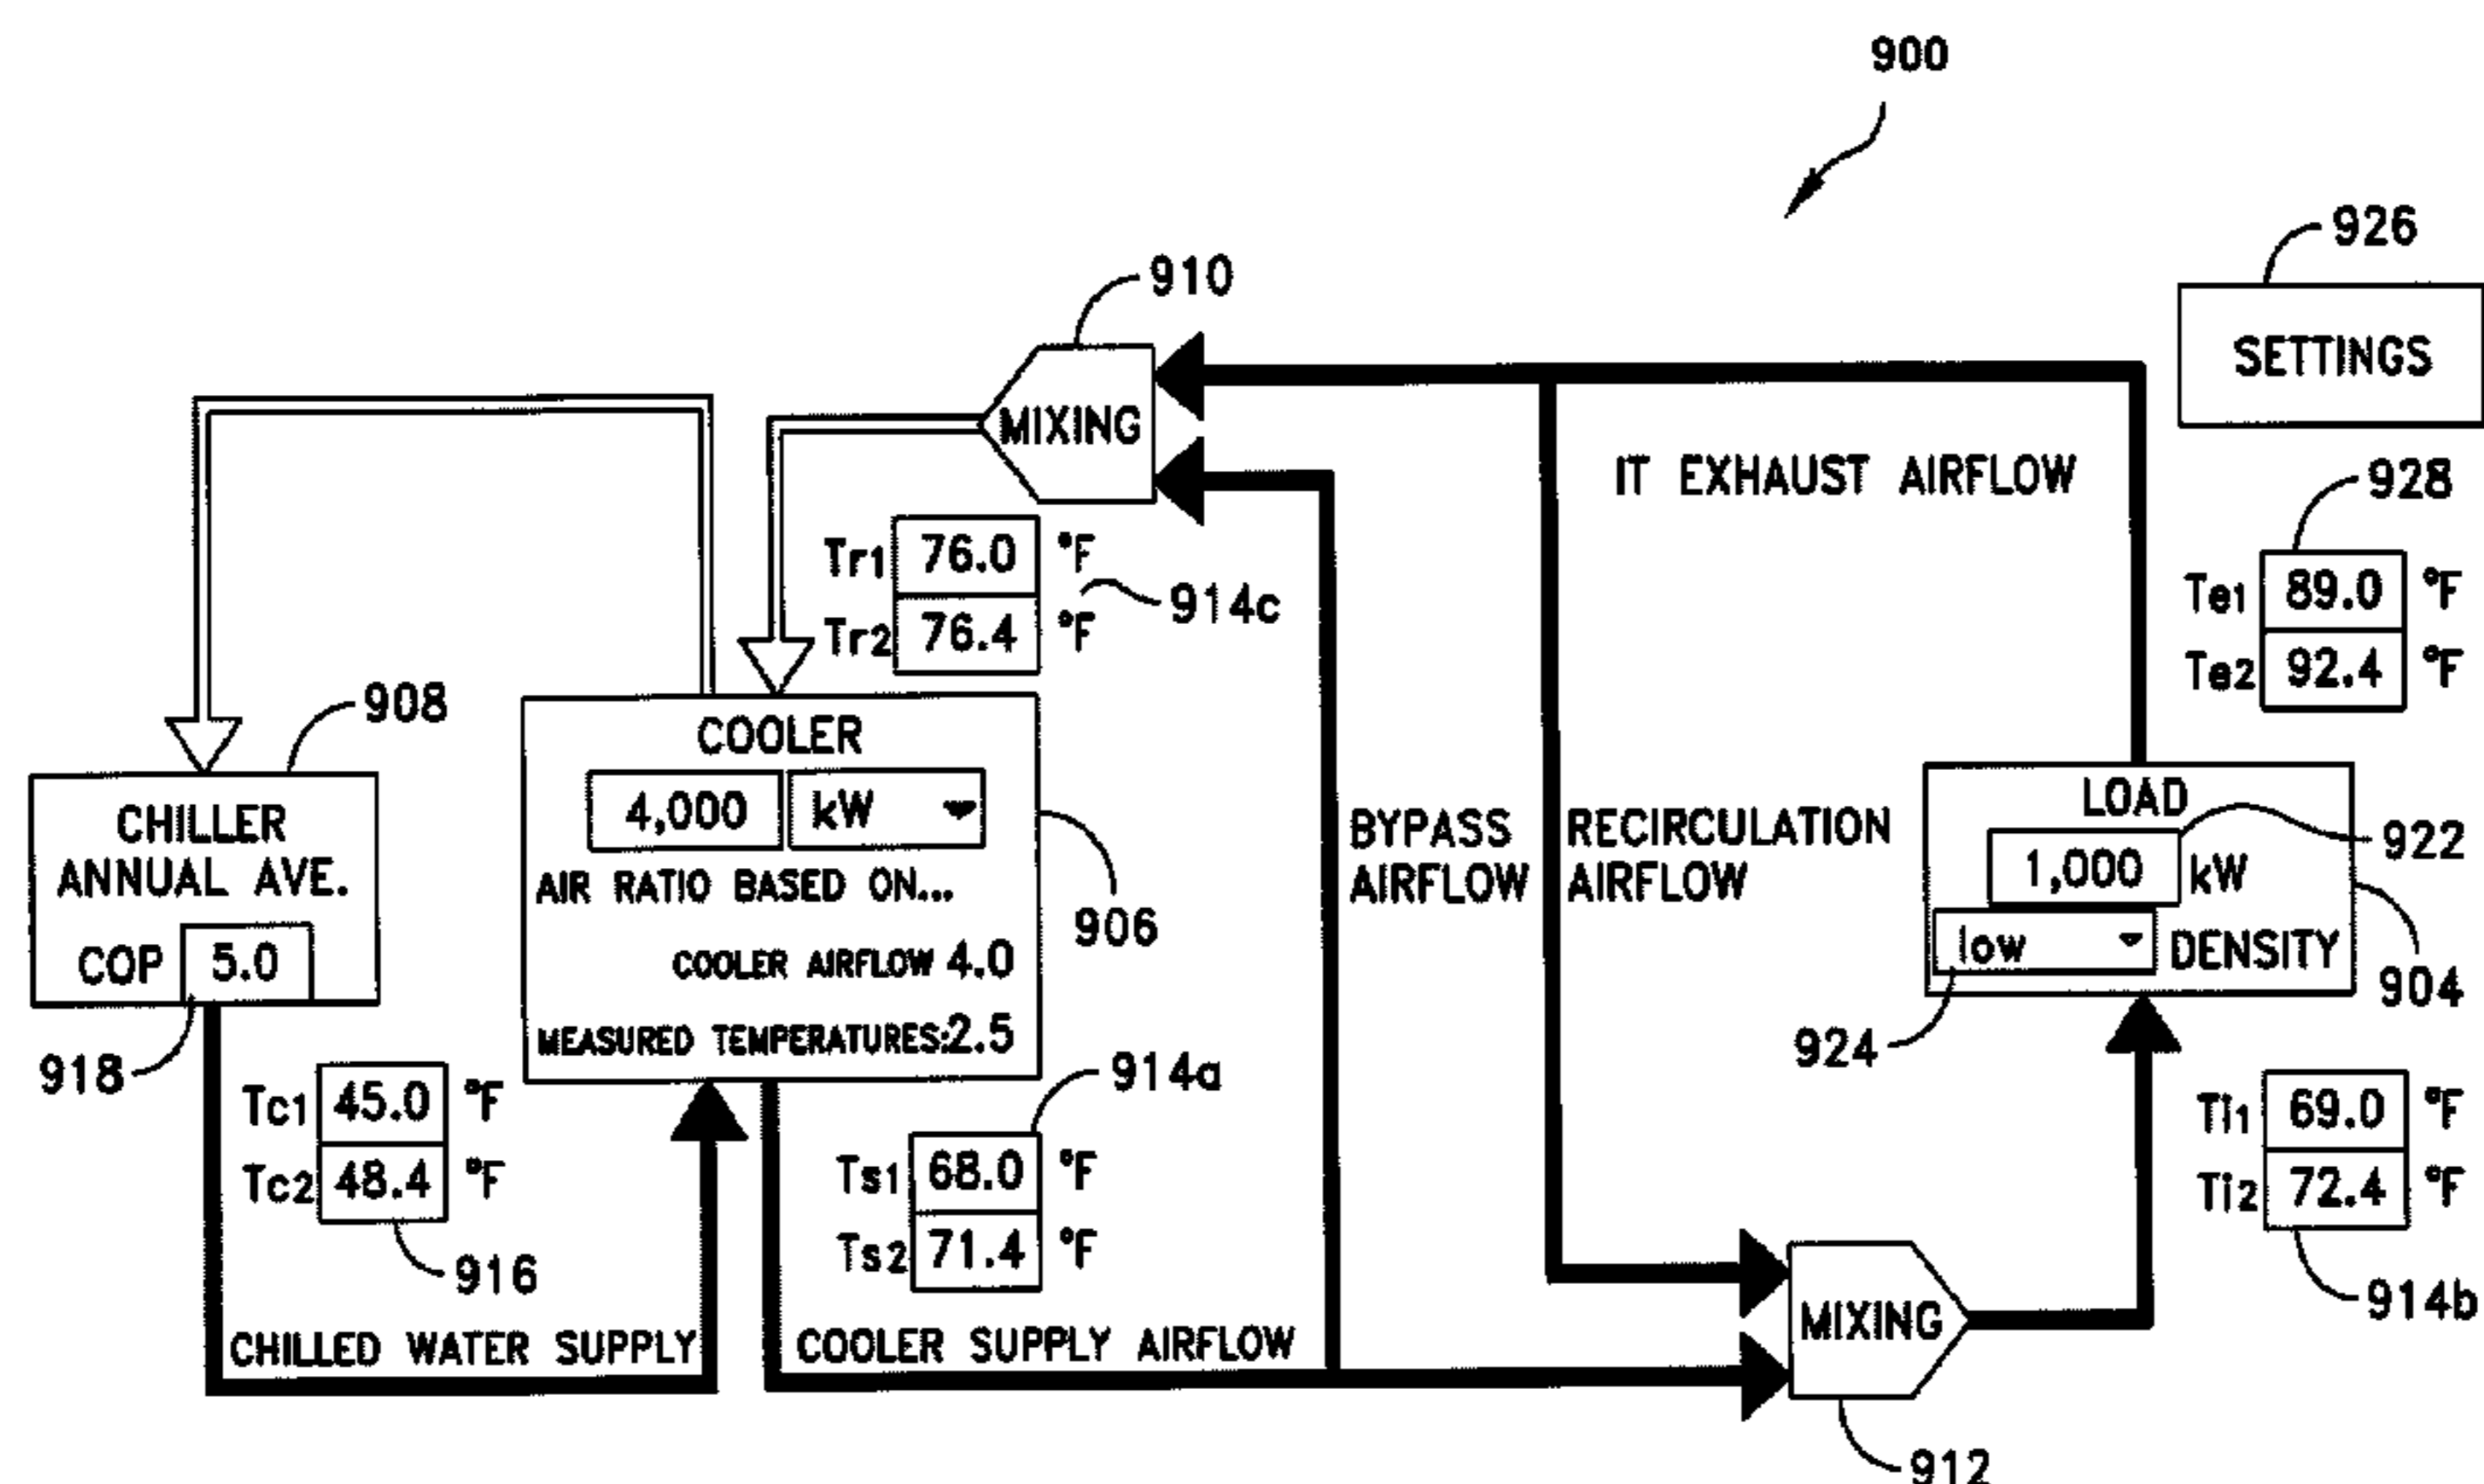 900
926
SETTINGS
910
MIXING
IT EXHAUST AIRFLOW
928
Te1 89.0 °F
Te2 92.4 °F
Tr1 76.0 °F
Tr2 76.4 °F
914c
908
CHILLER
ANNUAL AVE.
COP 5.0
918
COOLER
4,000 kW
AIR RATIO BASED ON...
COOLER AIRFLOW 4.0
MEASURED TEMPERATURES:2.5
906
BYPASS
AIRFLOW
RECIRCULATION
AIRFLOW
LOAD
1,000 kW
low DENSITY
922
904
924
Tc1 45.0 °F
Tc2 48.4 °F
916
914a
Ts1 68.0 °F
Ts2 71.4 °F
Ti1 69.0 °F
Ti2 72.4 °F
914b
CHILLED WATER SUPPLY
COOLER SUPPLY AIRFLOW
MIXING
912